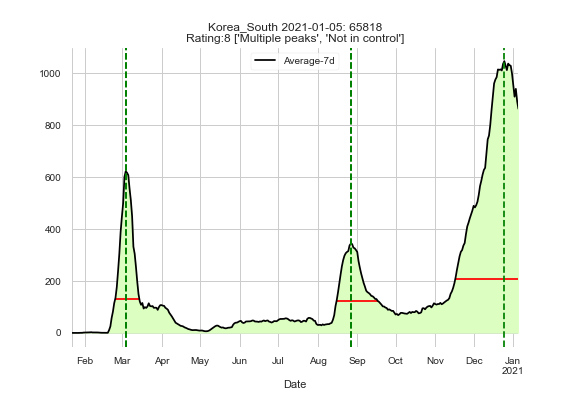 Korea_South 2021-01-05: 65818
Rating:8 ['Multiple peaks', 'Not in control']
Average-7d
1000
800
600
400
200
0
Feb Mar Apr May Jun Jul Aug Sep Oct Nov Dec Jan
2021
Date